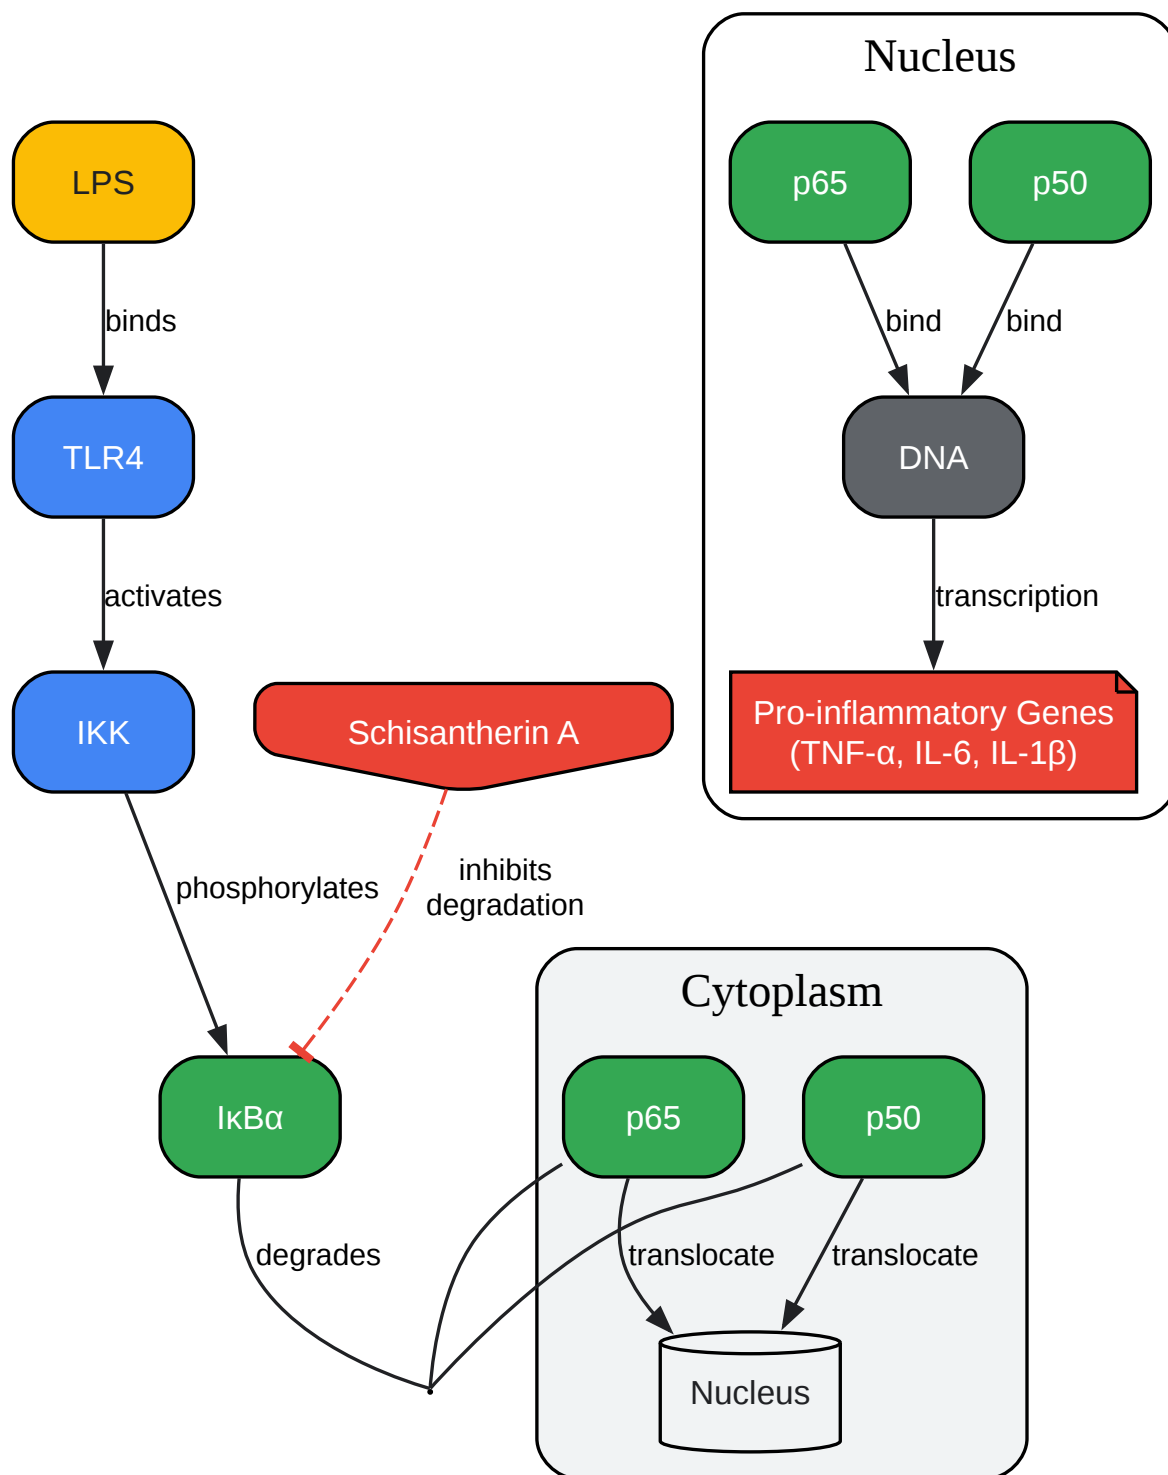 Nucleus
LPS
p65
p50
binds
bind
bind
TLR4
DNA
activates
transcription
IKK
Schisantherin A
Pro-inflammatory Genes
(TNF-α, IL-6, IL-1β)
phosphorylates
inhibits
degradation
Cytoplasm
IκBα
p65
p50
degrades
translocate
translocate
Nucleus